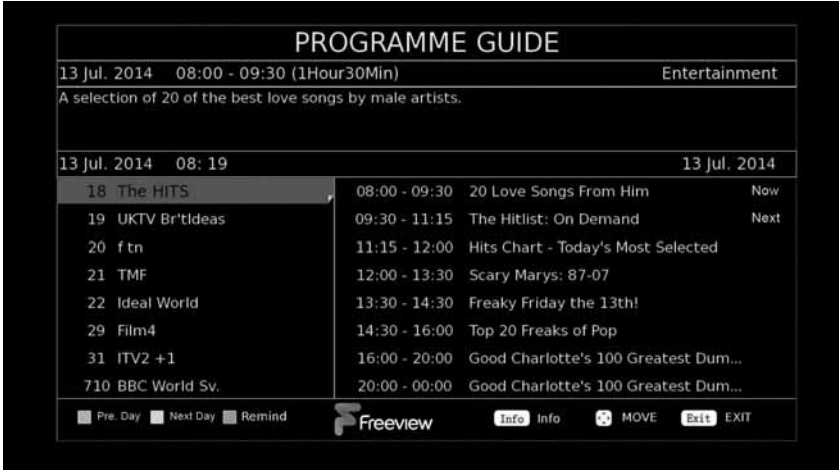 PROGRAMME GUIDE
13 Jul. 2014 08:00 - 09:30 (1Hour30Min) Entertainment
A selection of 20 of the best love songs by male artists.
13 Jul. 2014 08: 19 13 Jul. 2014
18 The HITS 08:00 - 09:30 20 Love Songs From Him Now
19 UKTV Br'tIdeas 09:30 - 11:15 The Hitlist: On Demand Next
20 f tn 11:15 - 12:00 Hits Chart - Today's Most Selected
21 TMF 12:00 - 13:30 Scary Marys: 87-07
22 Ideal World 13:30 - 14:30 Freaky Friday the 13th!
29 Film4 14:30 - 16:00 Top 20 Freaks of Pop
31 ITV2 +1 16:00 - 20:00 Good Charlotte's 100 Greatest Dum...
710 BBC World Sv. 20:00 - 00:00 Good Charlotte's 100 Greatest Dum...
Pre. Day Next Day Remind Freeview Info Info MOVE Exit EXIT